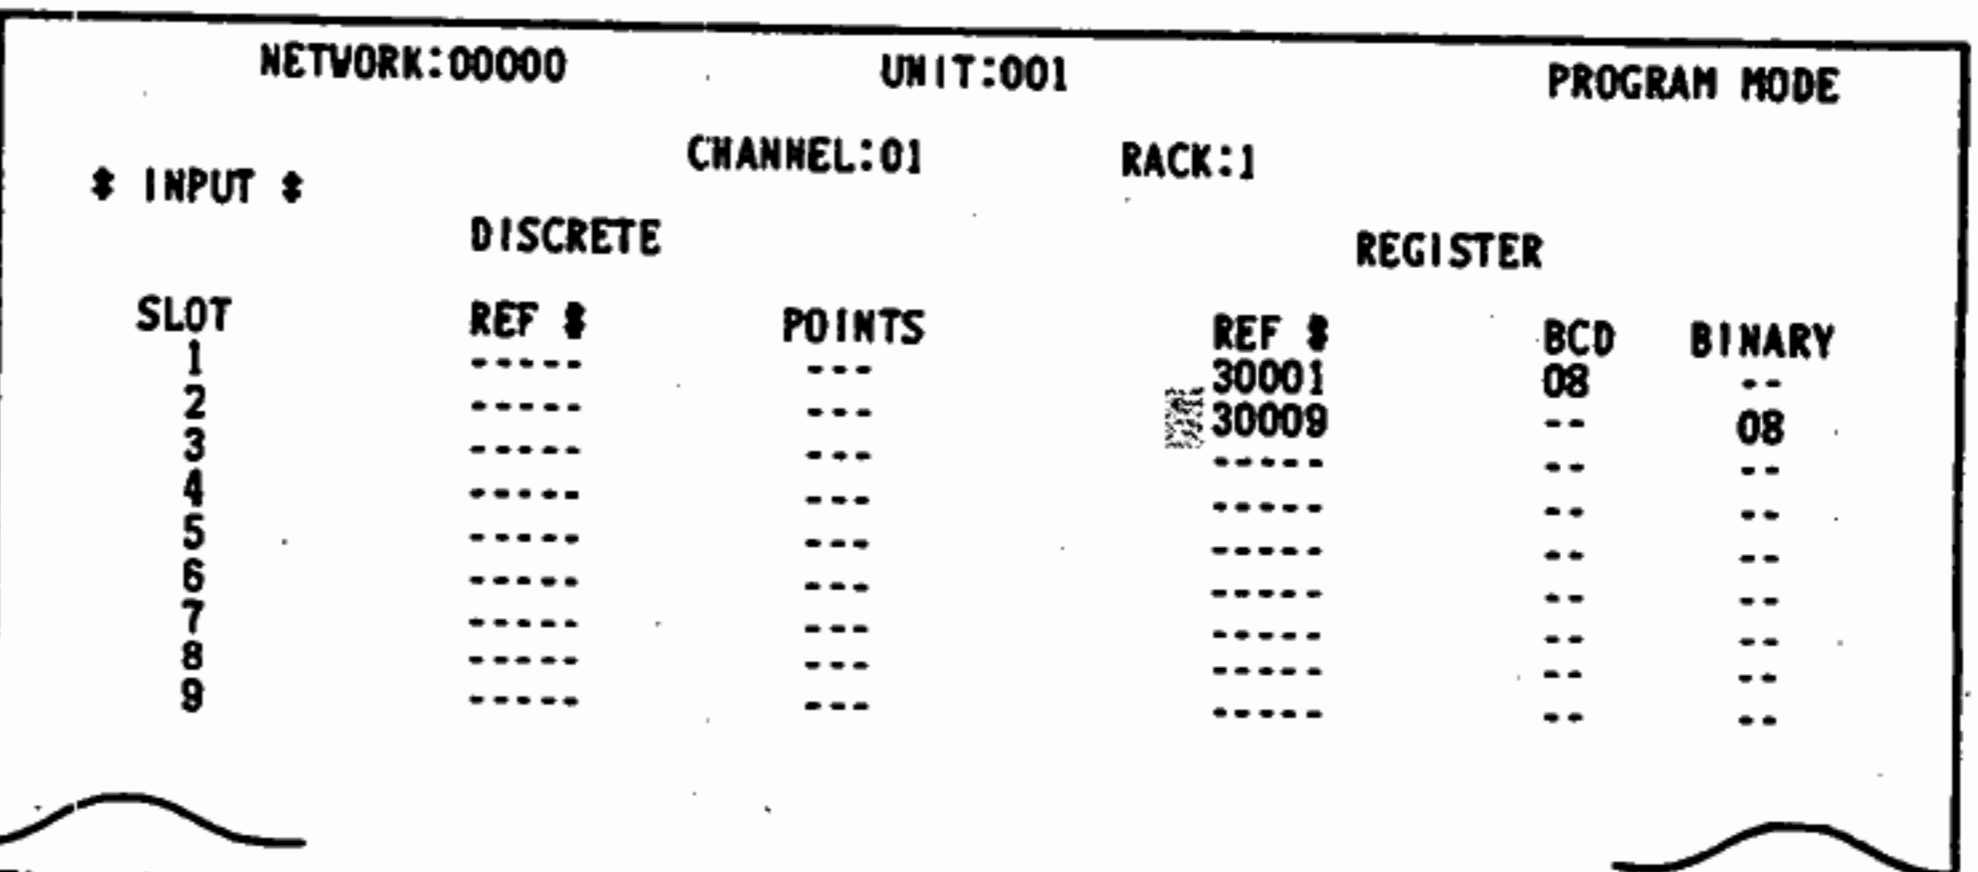 NETWORK:00000 UNIT:001 PROGRAM MODE
CHANNEL:01 RACK:1
* INPUT *
DISCRETE REGISTER
SLOT REF # POINTS REF # BCD BINARY
1 ----- --- 30001 08 --
2 ----- --- 30009 -- 08
3 ----- --- ----- -- --
4 ----- --- ----- -- --
5 ----- --- ----- -- --
6 ----- --- ----- -- --
7 ----- --- ----- -- --
8 ----- --- ----- -- --
9 ----- --- ----- -- --